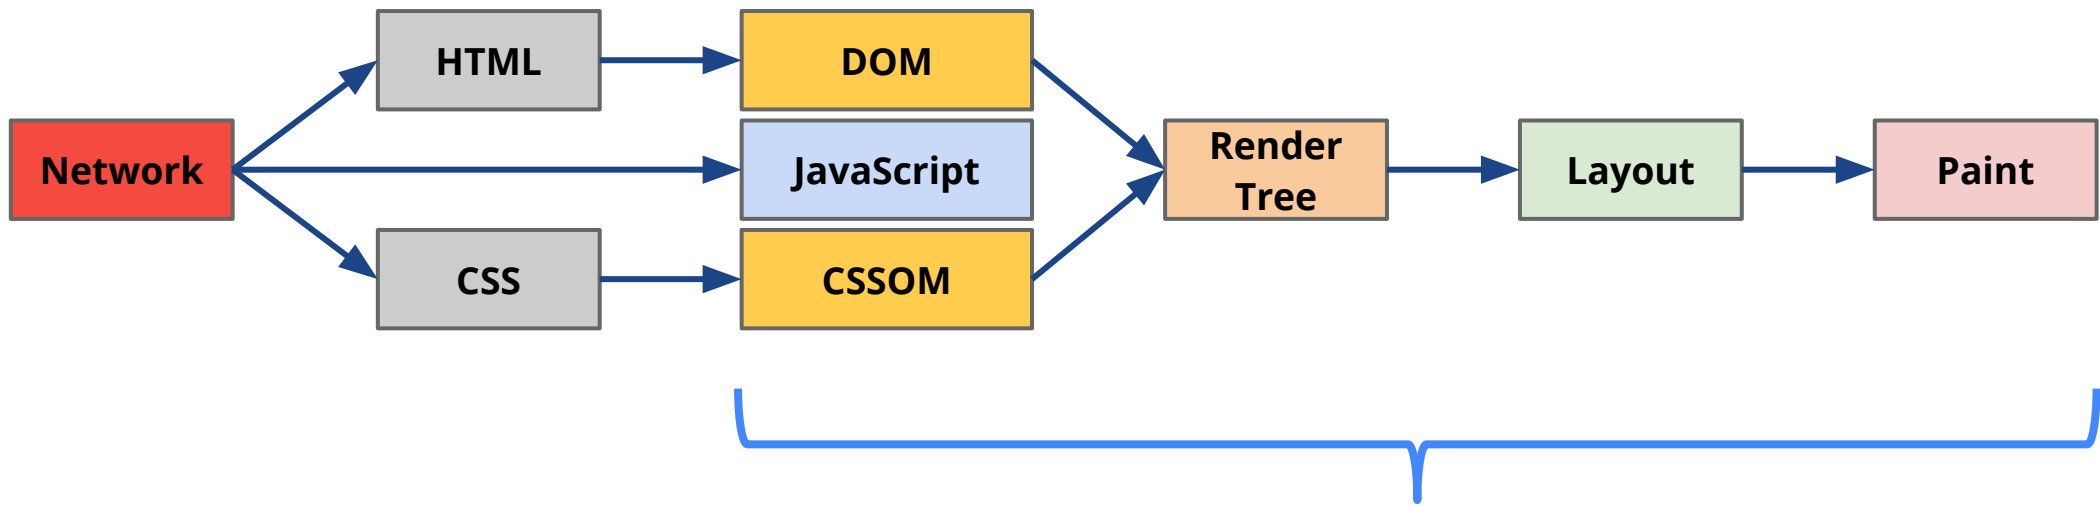 HTML
DOM
Network
JavaScript
Render
Tree
Layout
Paint
CSS
CSSOM